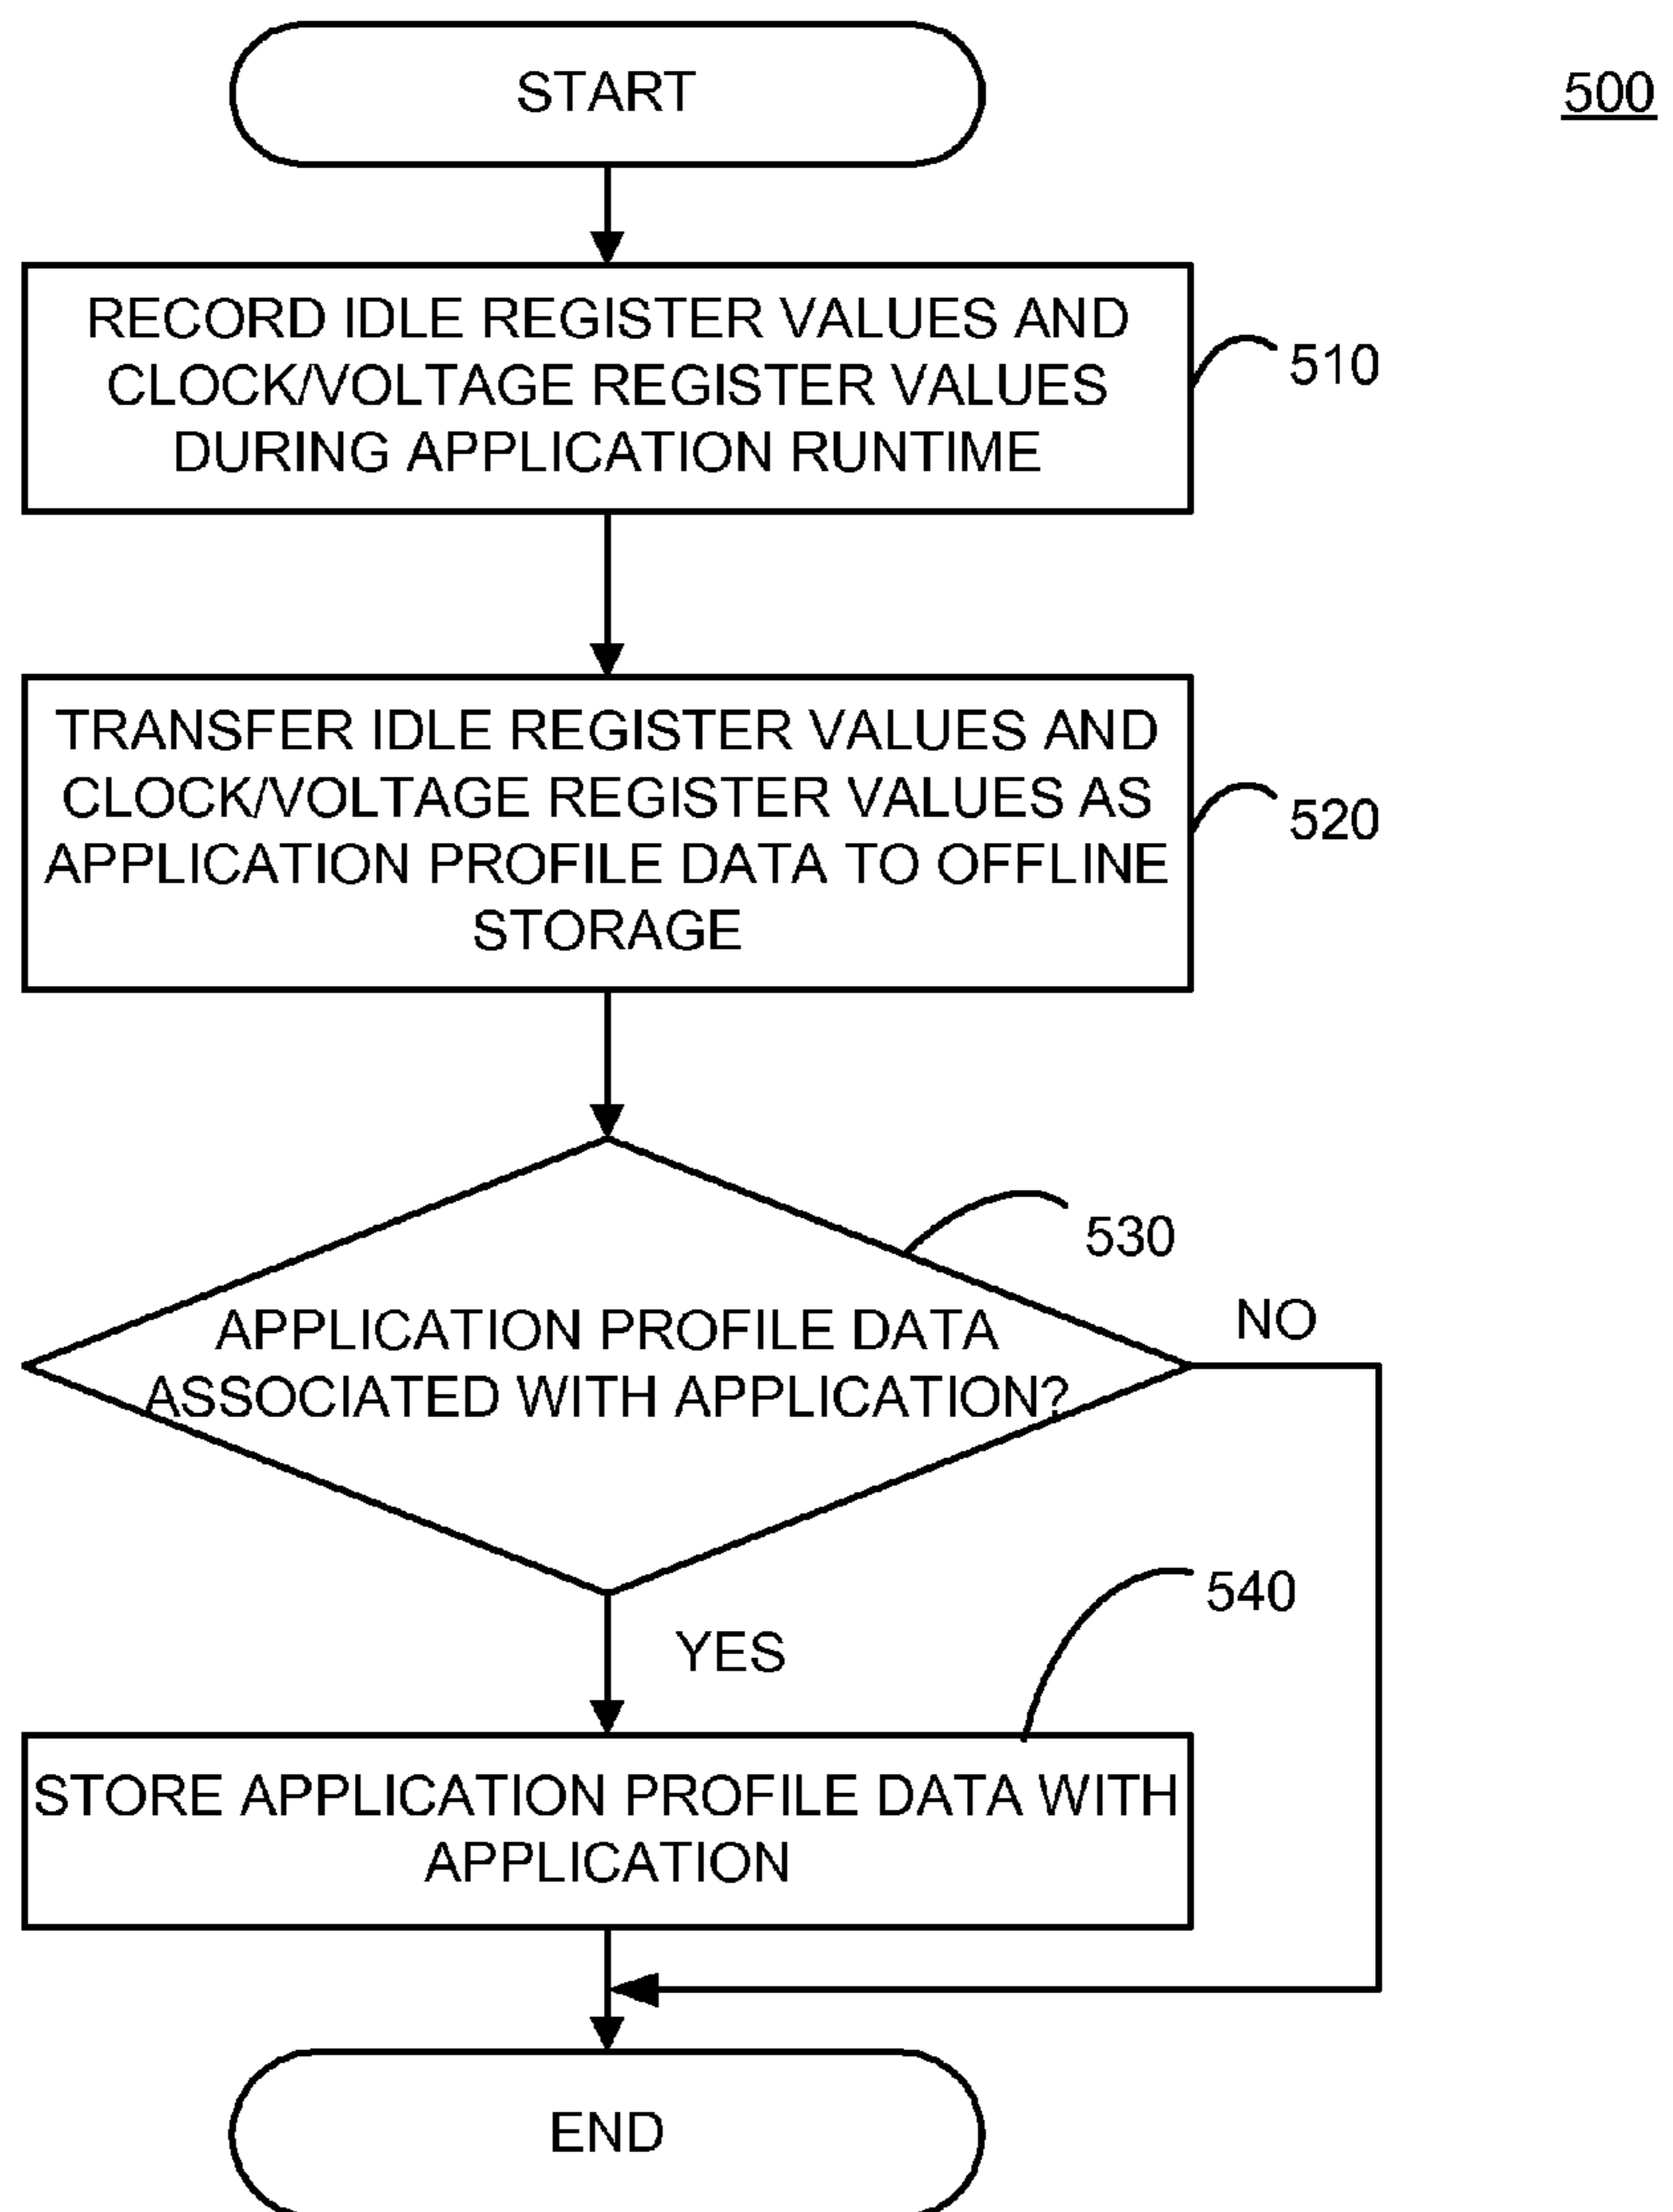 START
500
RECORD IDLE REGISTER VALUES AND
CLOCK/VOLTAGE REGISTER VALUES
DURING APPLICATION RUNTIME
510
TRANSFER IDLE REGISTER VALUES AND
CLOCK/VOLTAGE REGISTER VALUES AS
APPLICATION PROFILE DATA TO OFFLINE
STORAGE
520
530
APPLICATION PROFILE DATA
ASSOCIATED WITH APPLICATION?
NO
540
YES
STORE APPLICATION PROFILE DATA WITH
APPLICATION
END